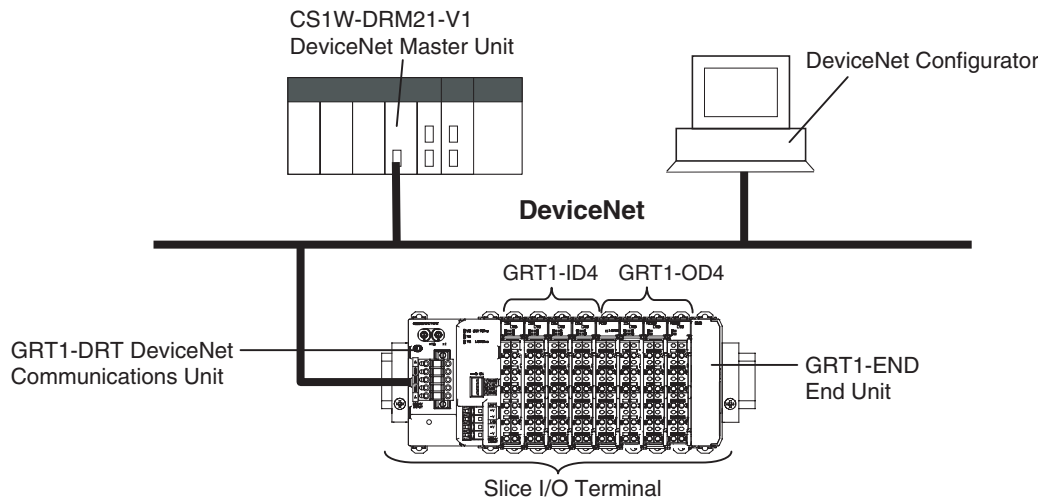 CS1W-DRM21-V1
DeviceNet Master Unit
DeviceNet Configurator
DeviceNet
GRT1-ID4
GRT1-OD4
GRT1-DRT DeviceNet
Communications Unit
GRT1-END
End Unit
Slice I/O Terminal